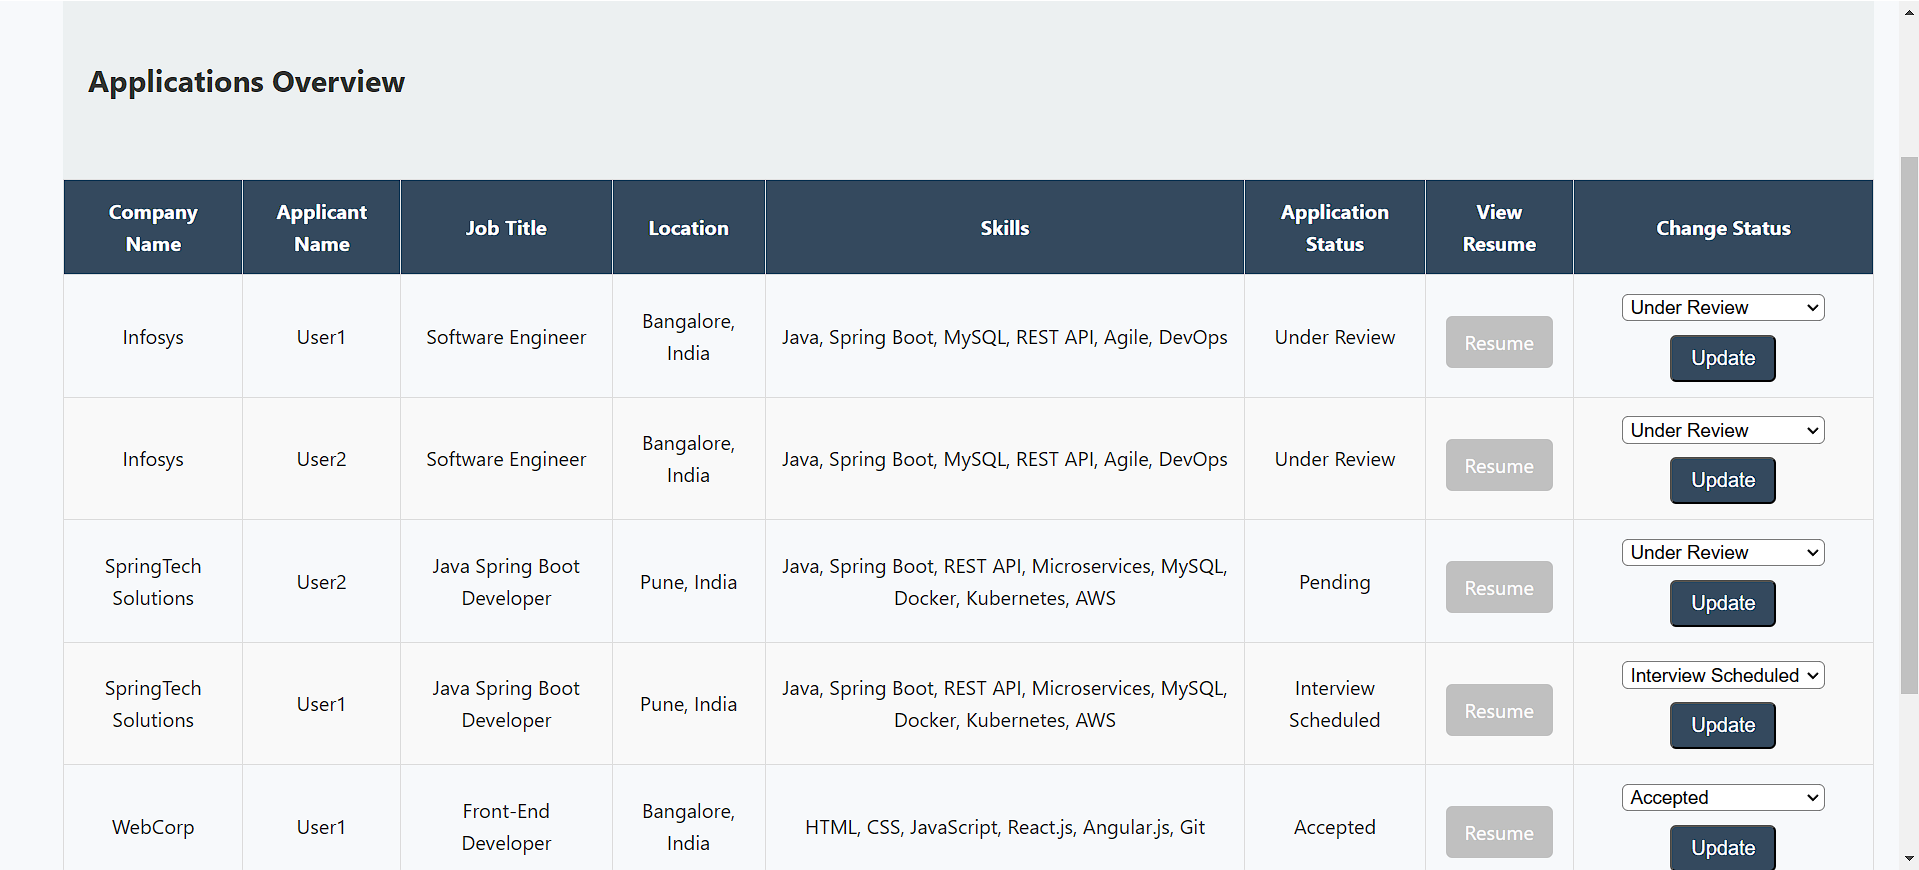 Applications Overview
Company Name
Applicant Name
Job Title
Location
Skills
Application Status
View Resume
Change Status
Infosys
User1
Software Engineer
Bangalore,
India
Java, Spring Boot, MySQL, REST API, Agile, DevOps
Under Review
Resume
Under Review
Update
Infosys
User2
Software Engineer
Bangalore,
India
Java, Spring Boot, MySQL, REST API, Agile, DevOps
Under Review
Resume
Under Review
Update
SpringTech
Solutions
User2
Java Spring Boot
Developer
Pune, India
Java, Spring Boot, REST API, Microservices, MySQL,
Docker, Kubernetes, AWS
Pending
Resume
Under Review
Update
SpringTech
Solutions
User1
Java Spring Boot
Developer
Pune, India
Java, Spring Boot, REST API, Microservices, MySQL,
Docker, Kubernetes, AWS
Interview
Scheduled
Resume
Interview Scheduled
Update
WebCorp
User1
Front-End
Developer
Bangalore,
India
HTML, CSS, JavaScript, React.js, Angular.js, Git
Accepted
Resume
Accepted
Update